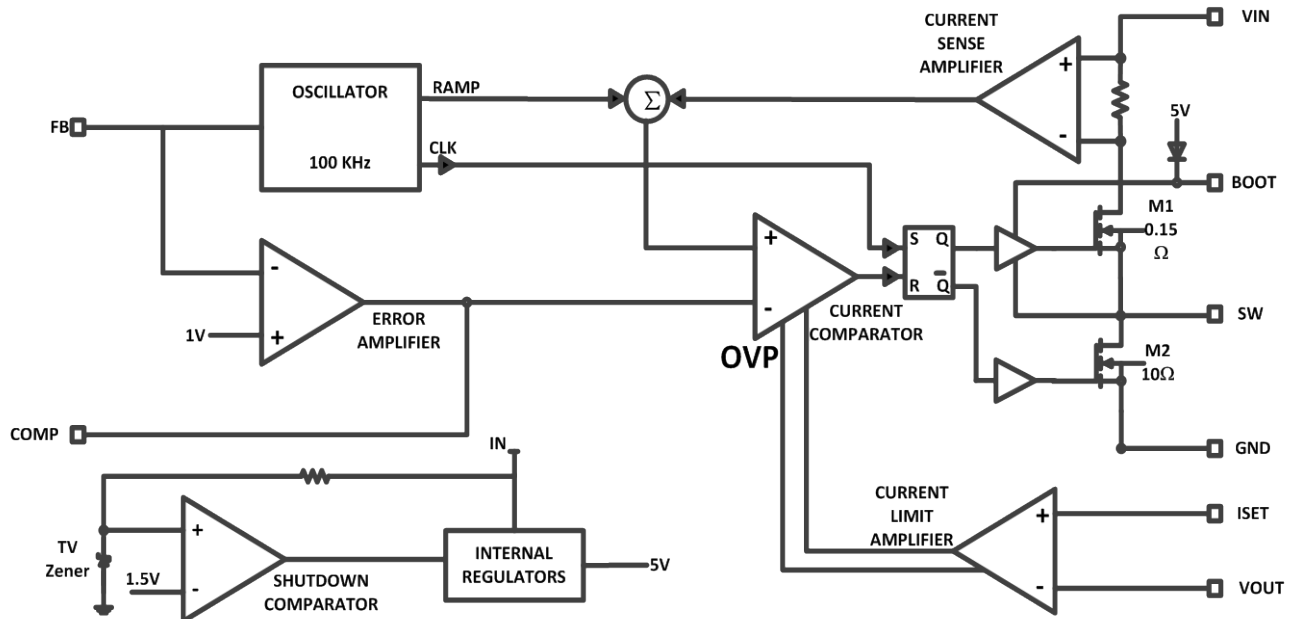 CURRENT
SENSE
AMPLIFIER
VIN
OSCILLATOR
100 KHz
RAMP
Σ
+
-
5V
FB
CLK
BOOT
M1
0.15
Ω
+
-
S Q
R Q
CURRENT
COMPARATOR
OVP
SW
-
+
1V
ERROR
AMPLIFIER
M2
10Ω
COMP
IN
GND
+
-
TV
Zener
1.5V
SHUTDOWN
COMPARATOR
INTERNAL
REGULATORS
5V
CURRENT
LIMIT
AMPLIFIER
+
-
ISET
VOUT